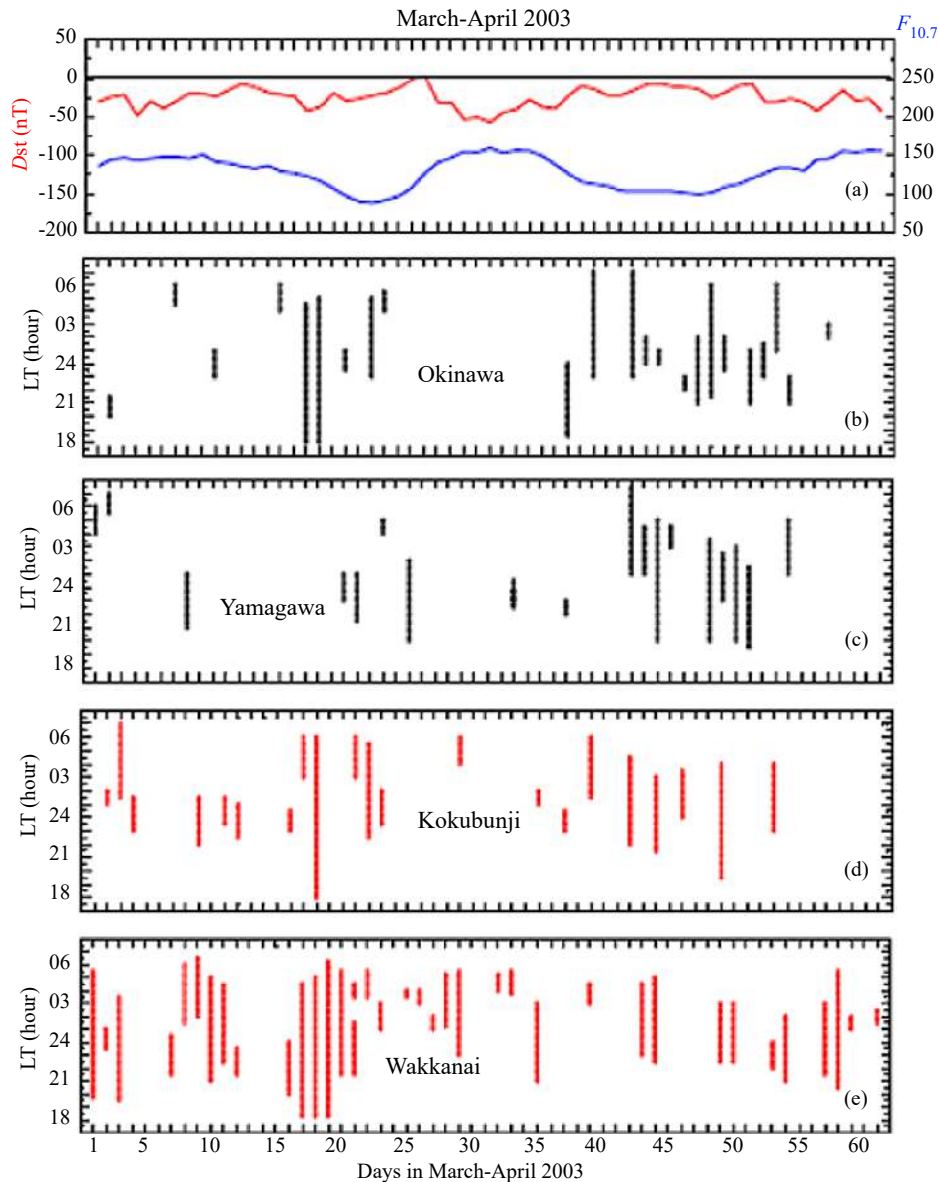 March-April 2003
F10.7
50
0
-50
-100
-150
-200
Dst (nT)
250
200
150
100
50
(a)
06
03
24
21
18
LT (hour)
Okinawa
(b)
06
03
24
21
18
LT (hour)
Yamagawa
(c)
06
03
24
21
18
LT (hour)
Kokubunji
(d)
06
03
24
21
18
LT (hour)
Wakkanai
(e)
1 5 10 15 20 25 30 35 40 45 50 55 60
Days in March-April 2003